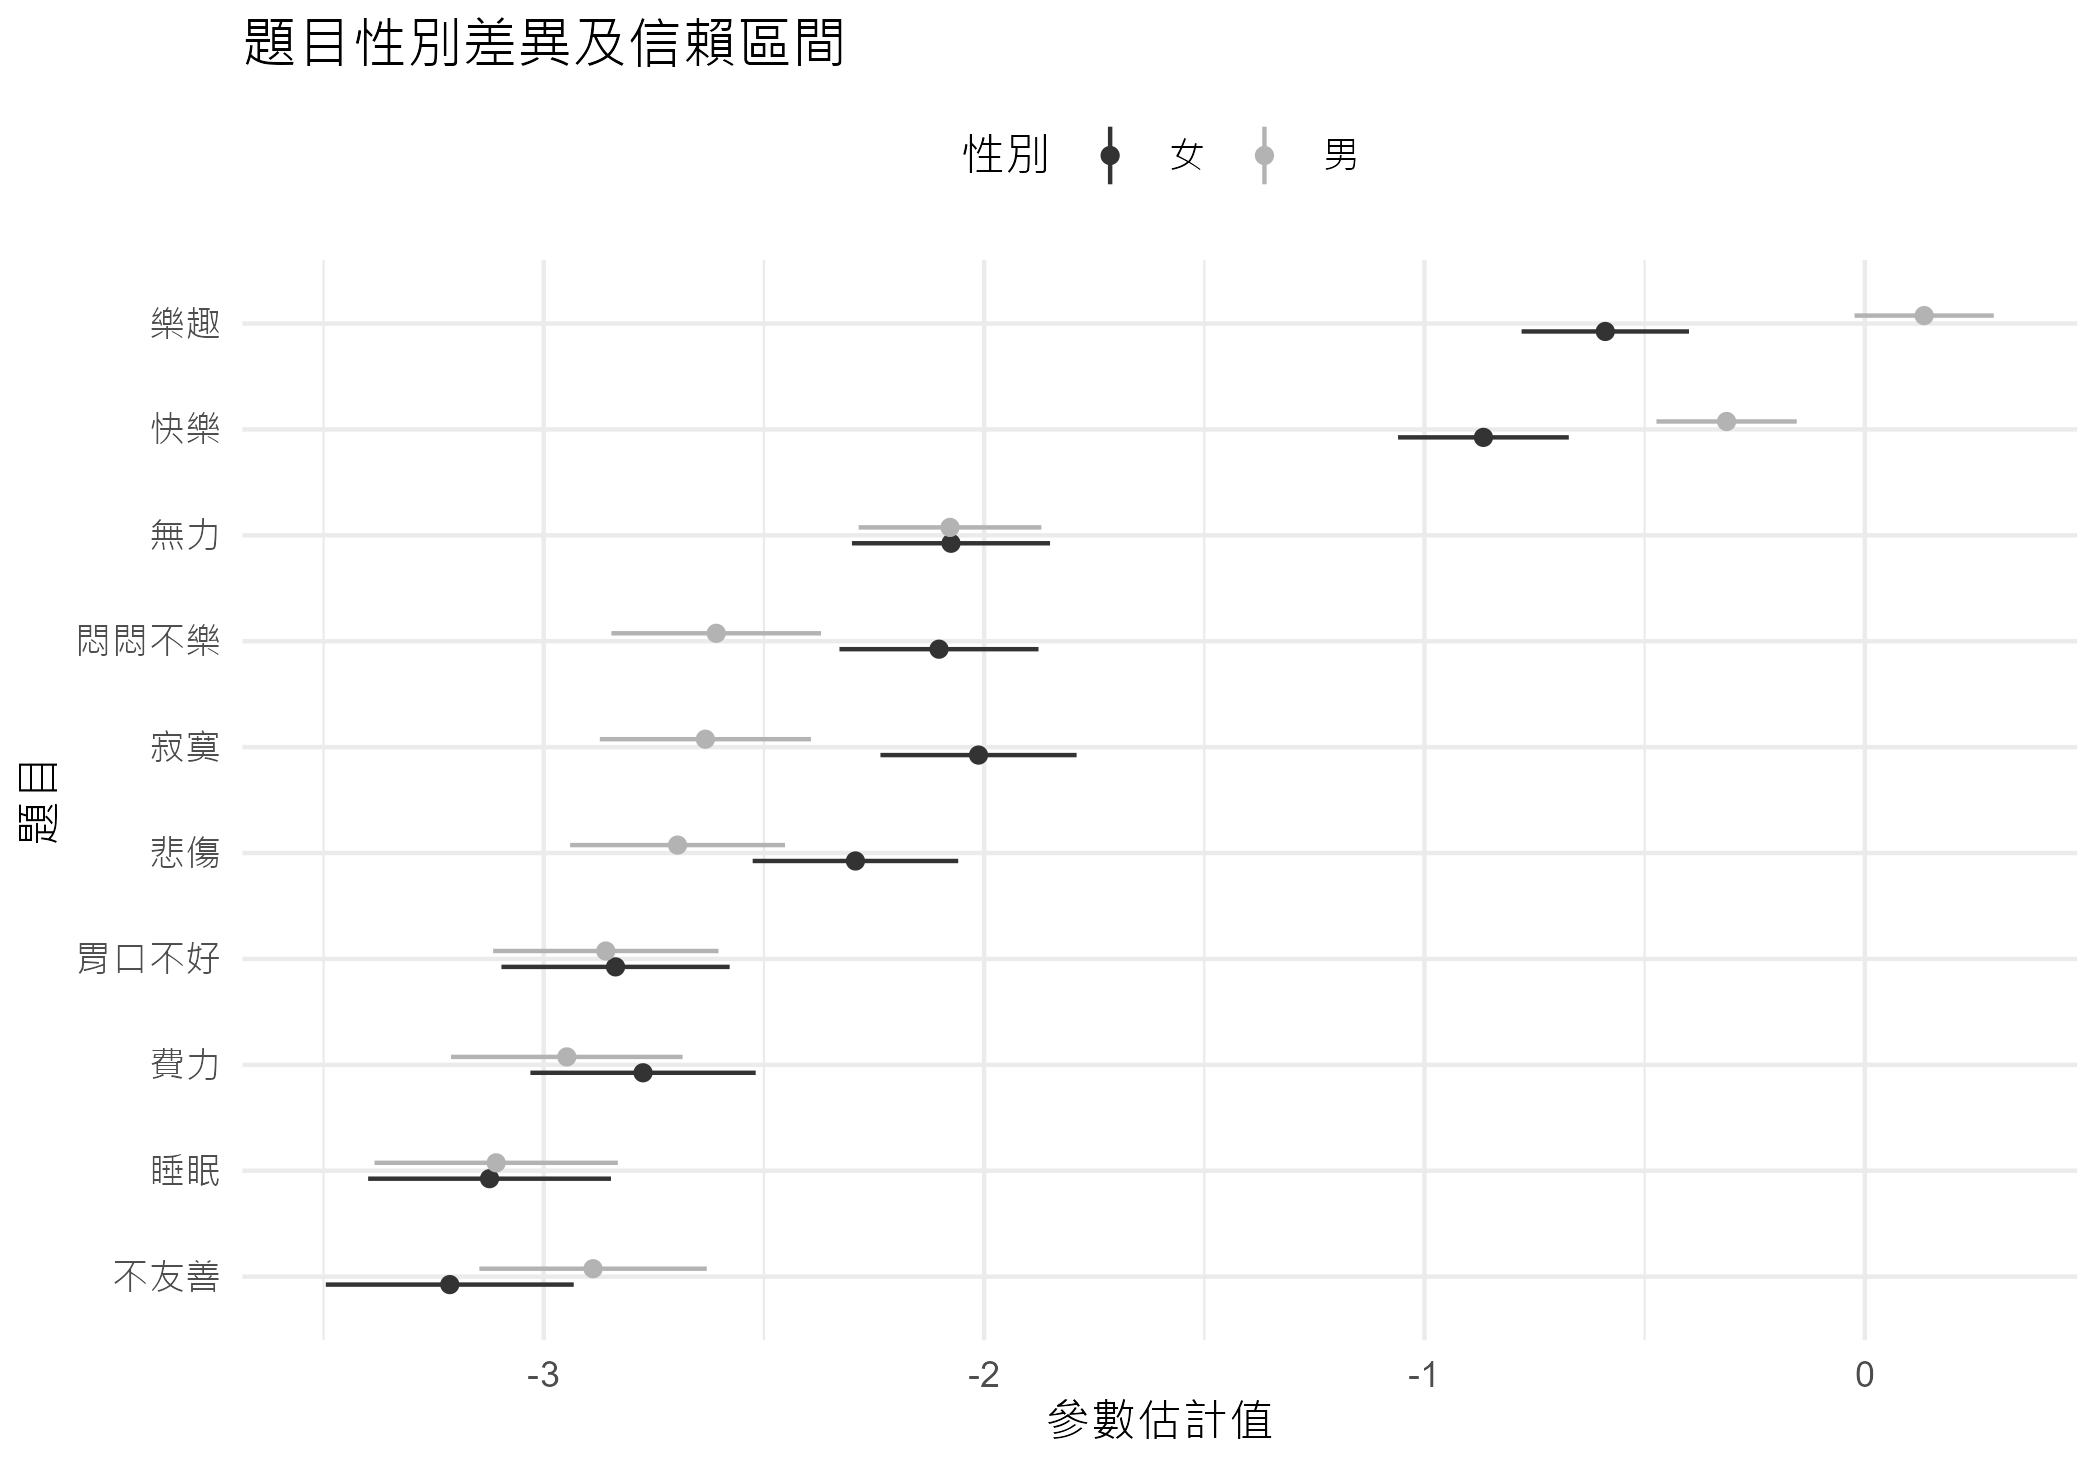 題目性別差異及信賴區間
性別 女 男
樂趣
快樂
無力
悶悶不樂
寂寞
悲傷
胃口不好
費力
睡眠
不友善
題目
-3 -2 -1 0
參數估計值